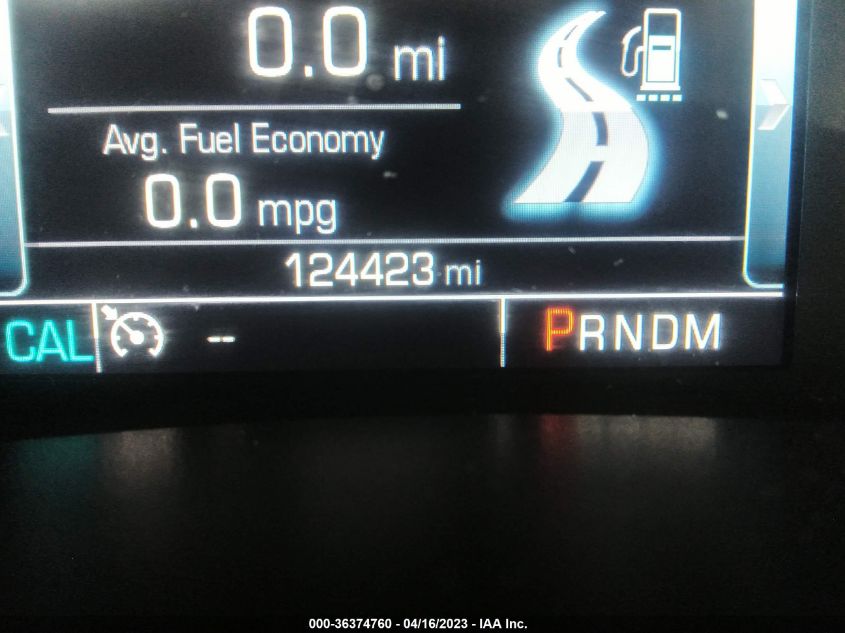 0.0 mi
Avg. Fuel Economy
0.0 mpg
124423 mi
CAL -- PRNDM
000-36374760 - 04/16/2023 - IAA Inc.